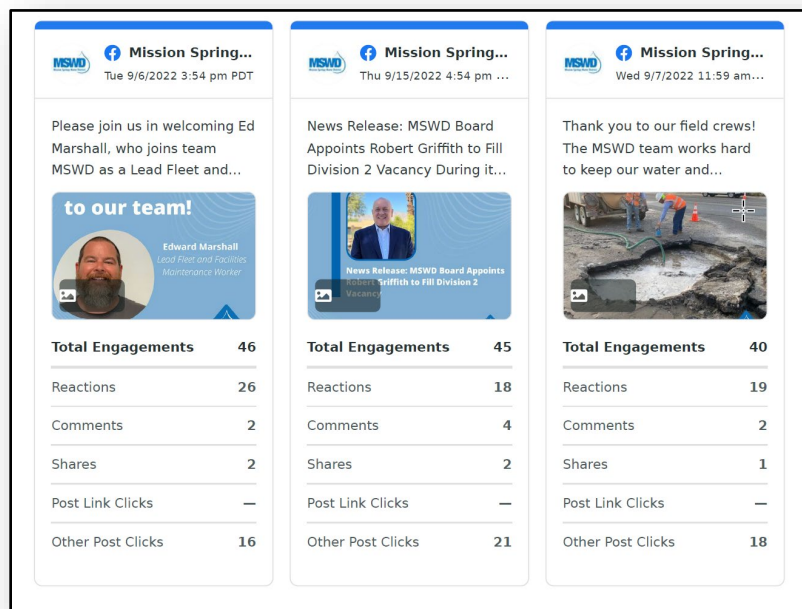 MSWD
Mission Spring...
Tue 9/6/2022 3:54 pm PDT
Please join us in welcoming Ed
Marshall, who joins team
MSWD as a Lead Fleet and...
to our team!
Edward Marshall
Lead Fleet and Facilities
Maintenance Worker
Total Engagements 46
Reactions 26
Comments 2
Shares 2
Post Link Clicks —
Other Post Clicks 16
MSWD
Mission Spring...
Thu 9/15/2022 4:54 pm ...
News Release: MSWD Board
Appoints Robert Griffith to Fill
Division 2 Vacancy During it...
News Release: MSWD Board Appoints
Robert Griffith to Fill Division 2
Vacancy
Total Engagements 45
Reactions 18
Comments 4
Shares 2
Post Link Clicks —
Other Post Clicks 21
MSWD
Mission Spring...
Wed 9/7/2022 11:59 am...
Thank you to our field crews!
The MSWD team works hard
to keep our water and...
Total Engagements 40
Reactions 19
Comments 2
Shares 1
Post Link Clicks —
Other Post Clicks 18